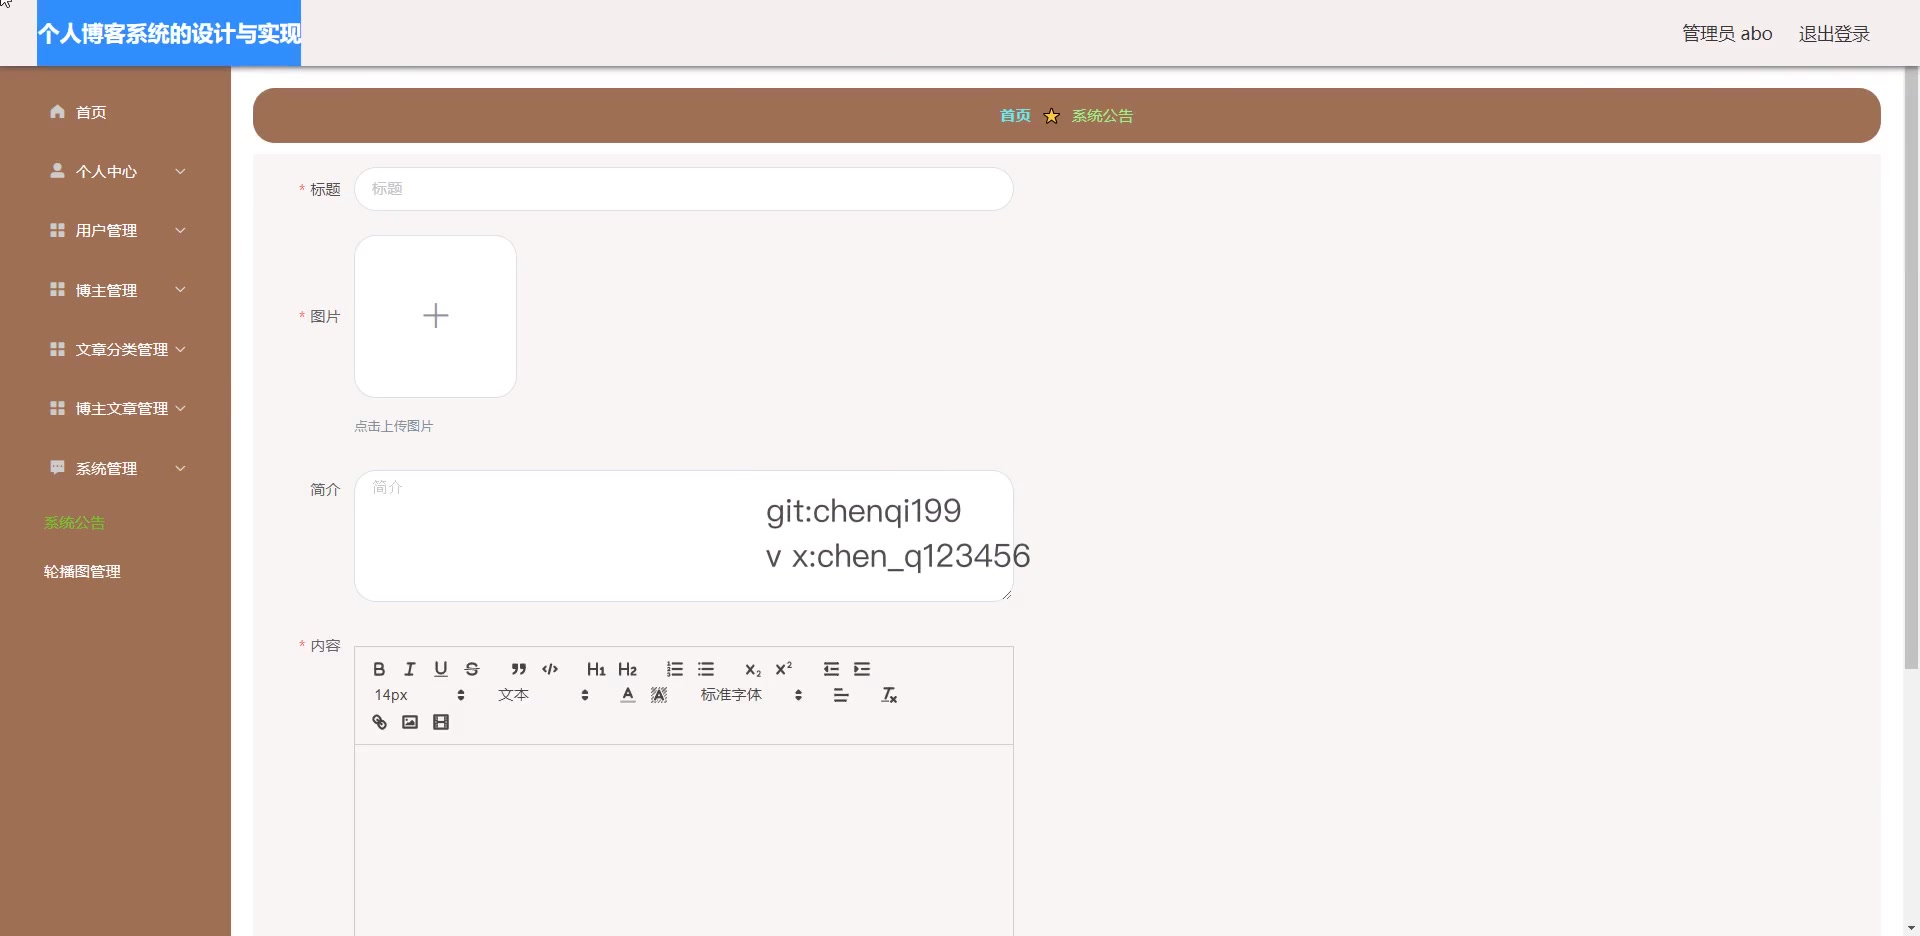 个人博客系统的设计与实现
管理员 abo
退出登录
首页
个人中心
用户管理
博主管理
文章分类管理
博主文章管理
系统管理
系统公告
轮播图管理
首页 系统公告
* 标题
标题
* 图片
点击上传图片
简介
简介
git:chenqi199
v x:chen_q123456
* 内容
B I U S H1 H2 X2 X2
14px 文本 A A 标准字体 Tx